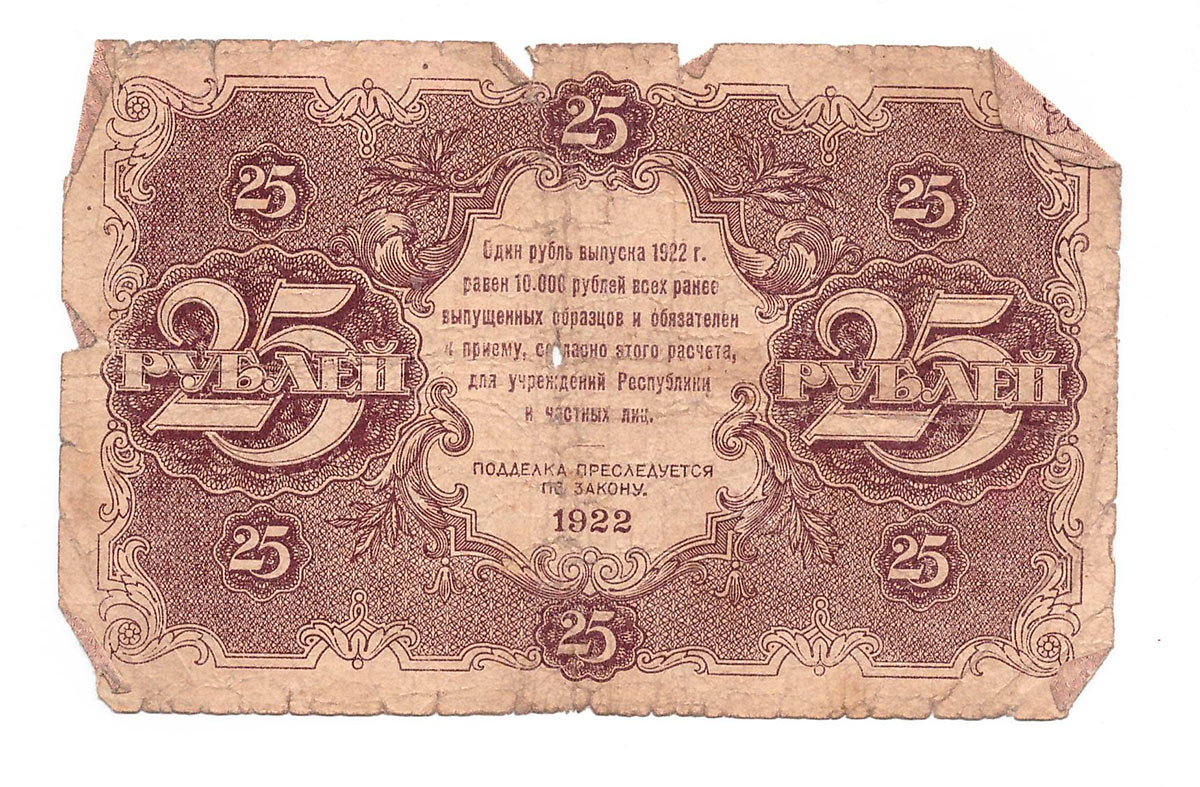 25
25
25
Один рубль выпуска 1922 г.
равен 10.000 рублей всех ранее
выпущенных образцов и обязателен
к приему, согласно этого расчета,
для учреждений Республики
и частных лиц.
25 РУБЛЕЙ
25 РУБЛЕЙ
ПОДДЕЛКА ПРЕСЛЕДУЕТСЯ
ПО ЗАКОНУ.
1922
25
25
25